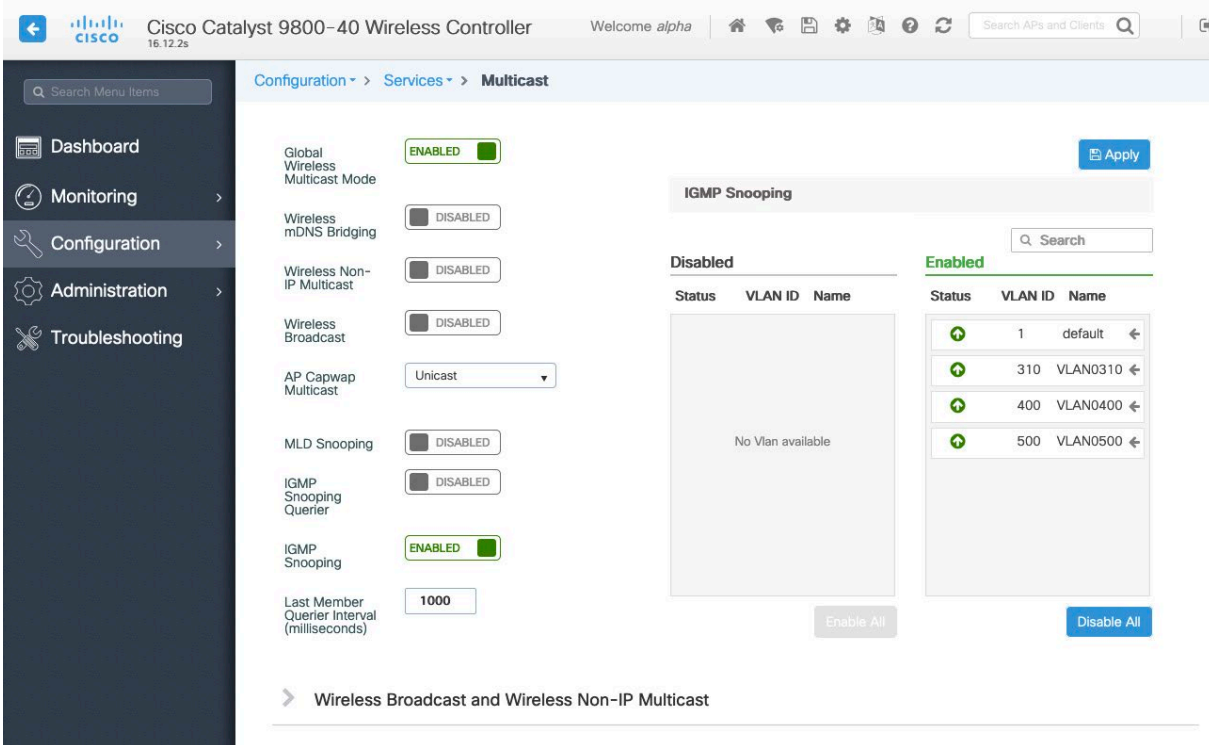 CISCO
Cisco Catalyst 9800-40 Wireless Controller
16.12.2s
Welcome alpha
Search APs and Clients
Search Menu Items
Dashboard
Monitoring
Configuration
Administration
Troubleshooting
Configuration > Services > Multicast
Global
Wireless
Multicast Mode
ENABLED
Wireless
mDNS Bridging
DISABLED
Wireless Non-
IP Multicast
DISABLED
Wireless
Broadcast
DISABLED
AP Capwap
Multicast
Unicast
MLD Snooping
DISABLED
IGMP
Snooping
Querier
DISABLED
IGMP
Snooping
ENABLED
Last Member
Querier Interval
(milliseconds)
1000
Apply
IGMP Snooping
Search
Disabled
Status VLAN ID Name
No Vlan available
Enable All
Enabled
Status VLAN ID Name
1 default
310 VLAN0310
400 VLAN0400
500 VLAN0500
Disable All
Wireless Broadcast and Wireless Non-IP Multicast